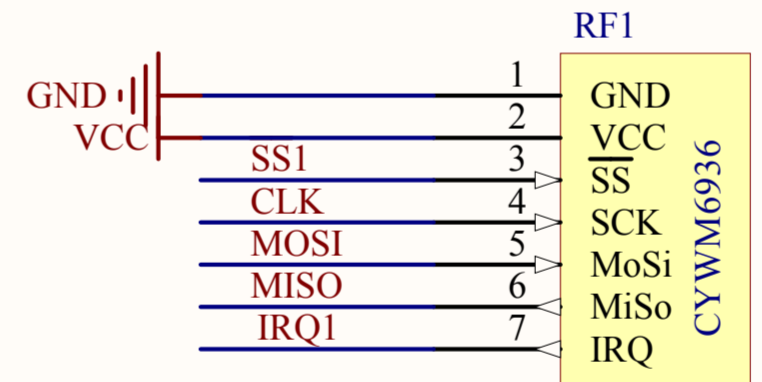 RF1
GND 1 GND
VCC 2 VCC
SS1 3 SS
CLK 4 SCK
MOSI 5 MoSi
MISO 6 MiSo
IRQ1 7 IRQ
CYWM6936